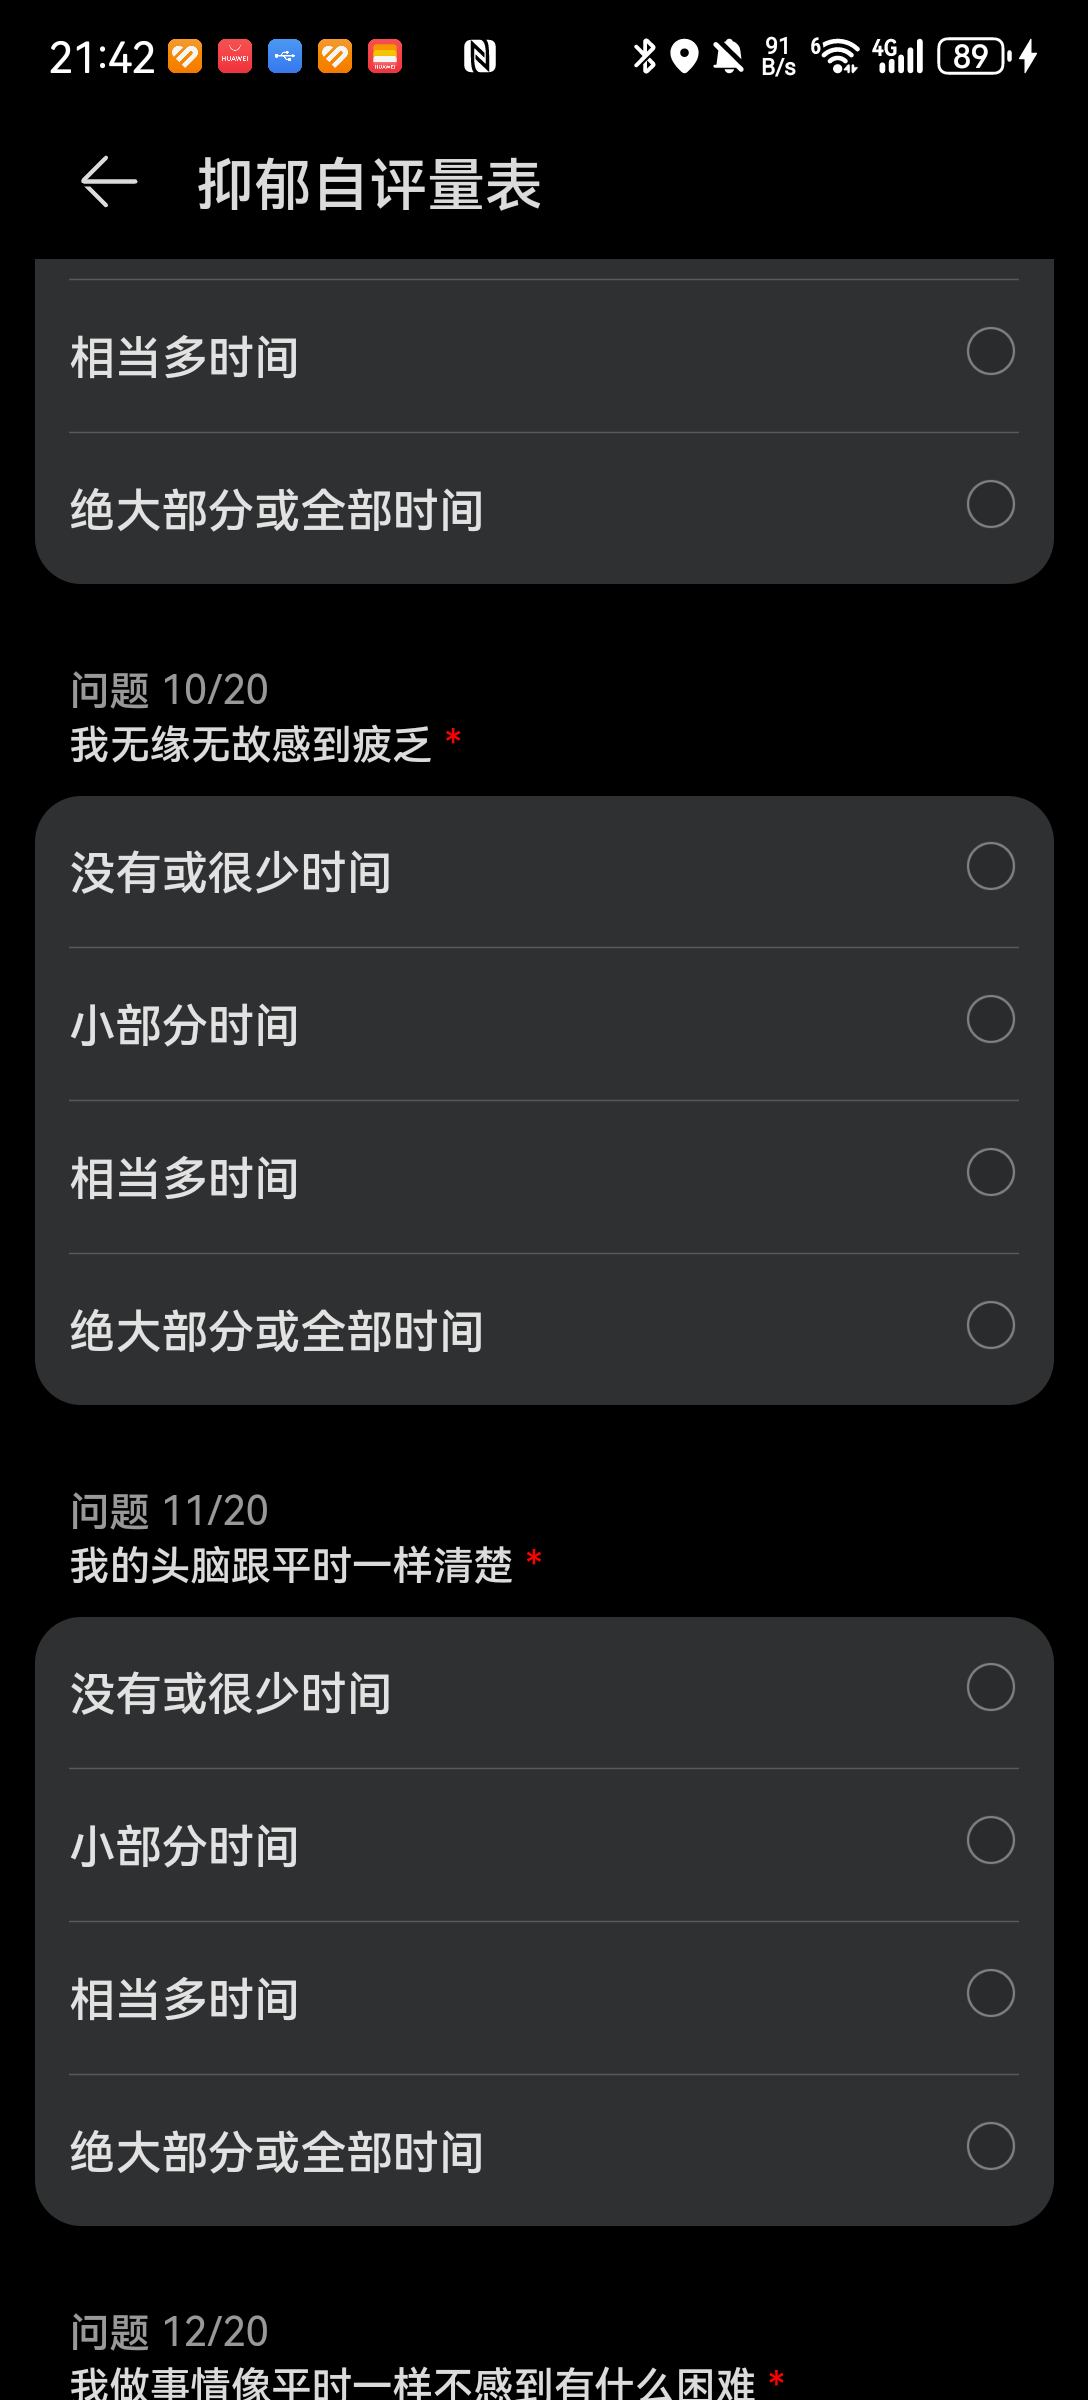 21:42
91 B/s
6
4G
89
抑郁自评量表
相当多时间
绝大部分或全部时间
问题 10/20
我无缘无故感到疲乏 *
没有或很少时间
小部分时间
相当多时间
绝大部分或全部时间
问题 11/20
我的头脑跟平时一样清楚 *
没有或很少时间
小部分时间
相当多时间
绝大部分或全部时间
问题 12/20
我做事情像平时一样不感到有什么困难 *